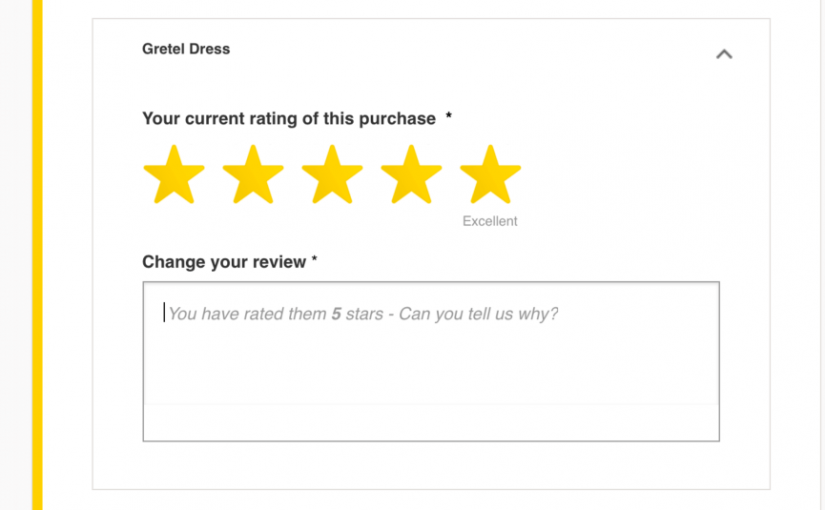 Gretel Dress
Your current rating of this purchase *
Excellent
Change your review *
You have rated them 5 stars - Can you tell us why?